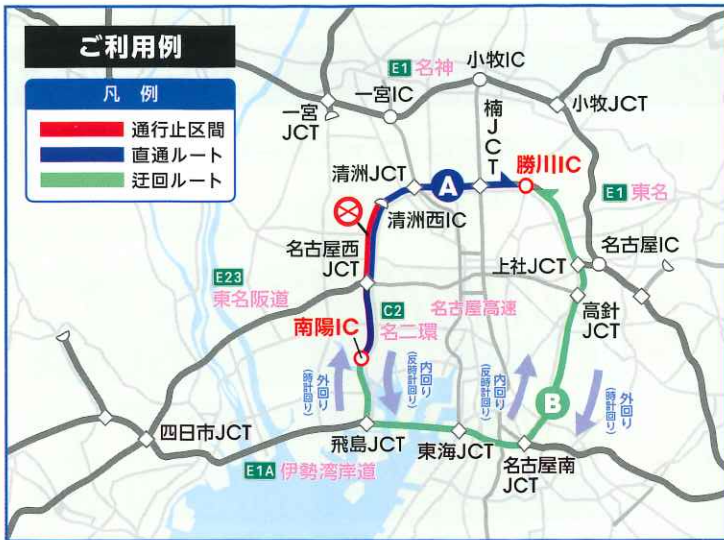 ご利用例
凡 例
通行止区間
直通ルート
迂回ルート
E1 名神
小牧IC
一宮IC
一宮
JCT
小牧JCT
楠JCT
勝川IC
清洲JCT
A
E1 東名
清洲西IC
名古屋西
JCT
名古屋IC
上社JCT
E23
東名阪道
C2
名二環
名古屋高速
高針
JCT
南陽IC
外回り
(時計回り)
内回り
(反時計回り)
内回り
(反時計回り)
B
外回り
(時計回り)
四日市JCT
飛島JCT
東海JCT
名古屋南
JCT
E1A 伊勢湾岸道